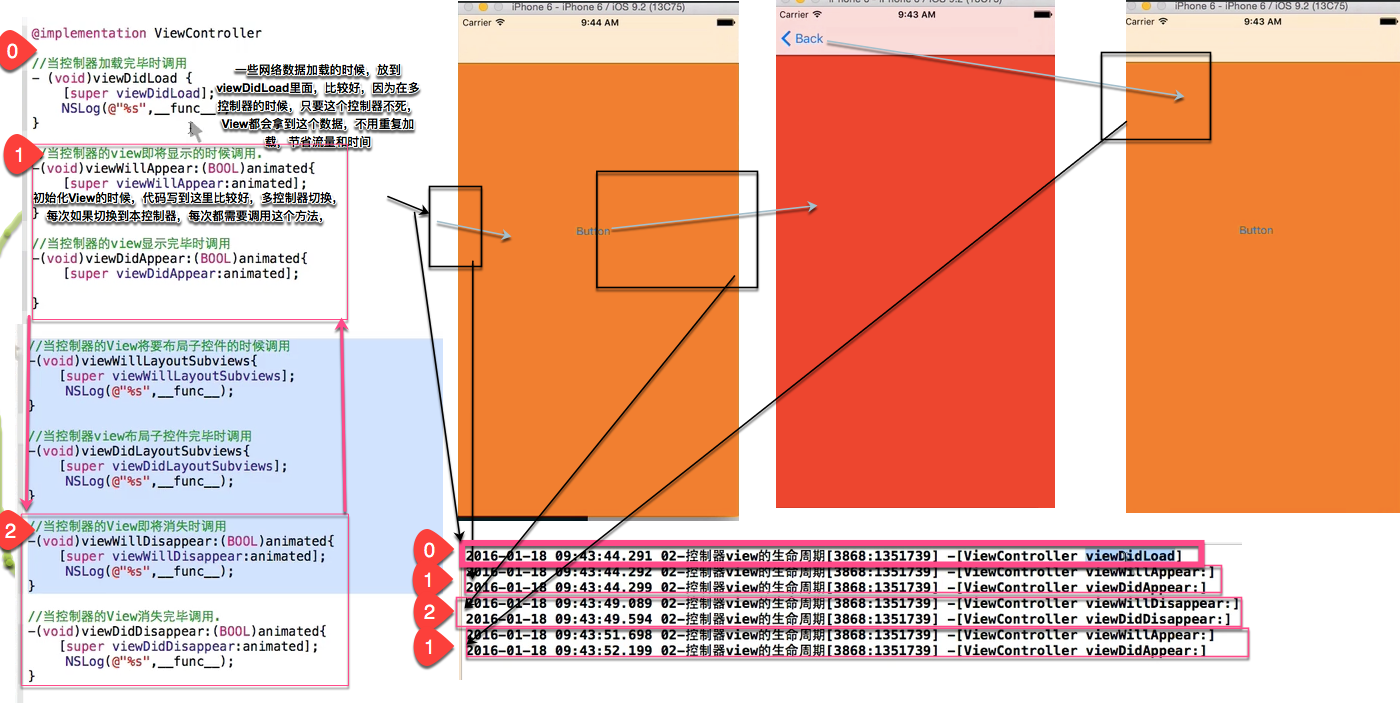 @implementation ViewController
0
//当控制器加载完毕时调用
- (void)viewDidLoad {
[super viewDidLoad];
NSLog(@"%s",__func__
}
一些网络数据加载的时候，放到
viewDidLoad里面，比较好，因为在多
控制器的时候，只要这个控制器不死，
View都会拿到这个数据，不用重复加
载，节省流量和时间
1
//当控制器的view即将显示的时候调用.
-(void)viewWillAppear:(BOOL)animated{
[super viewWillAppear:animated];
初始化View的时候，代码写到这里比较好，多控制器切换，
每次如果切换到本控制器，每次都需要调用这个方法，
}
//当控制器的view显示完毕时调用
-(void)viewDidAppear:(BOOL)animated{
[super viewDidAppear:animated];
}
//当控制器的View将要布局子控件的时候调用
-(void)viewWillLayoutSubviews{
[super viewWillLayoutSubviews];
NSLog(@"%s",__func__);
}
//当控制器view布局子控件完毕时调用
-(void)viewDidLayoutSubviews{
[super viewDidLayoutSubviews];
NSLog(@"%s",__func__);
}
2
//当控制器的View即将消失时调用
-(void)viewWillDisappear:(BOOL)animated{
[super viewWillDisappear:animated];
NSLog(@"%s",__func__);
}
//当控制器的View消失完毕调用.
-(void)viewDidDisappear:(BOOL)animated{
[super viewDidDisappear:animated];
NSLog(@"%s",__func__);
}
iPhone 6 - iPhone 6 / iOS 9.2 (13C75)
Carrier 9:44 AM
Button
iPhone 6 - iPhone 6 / iOS 9.2 (13C75)
Carrier 9:43 AM
Back
iPhone 6 - iPhone 6 / iOS 9.2 (13C75)
Carrier 9:43 AM
Button
0
2016-01-18 09:43:44.291 02-控制器view的生命周期[3868:1351739] -[ViewController viewDidLoad]
1
2016-01-18 09:43:44.292 02-控制器view的生命周期[3868:1351739] -[ViewController viewWillAppear:]
2016-01-18 09:43:44.299 02-控制器view的生命周期[3868:1351739] -[ViewController viewDidAppear:]
2
2016-01-18 09:43:49.089 02-控制器view的生命周期[3868:1351739] -[ViewController viewWillDisappear:]
2016-01-18 09:43:49.594 02-控制器view的生命周期[3868:1351739] -[ViewController viewDidDisappear:]
1
2016-01-18 09:43:51.698 02-控制器view的生命周期[3868:1351739] -[ViewController viewWillAppear:]
2016-01-18 09:43:52.199 02-控制器view的生命周期[3868:1351739] -[ViewController viewDidAppear:]